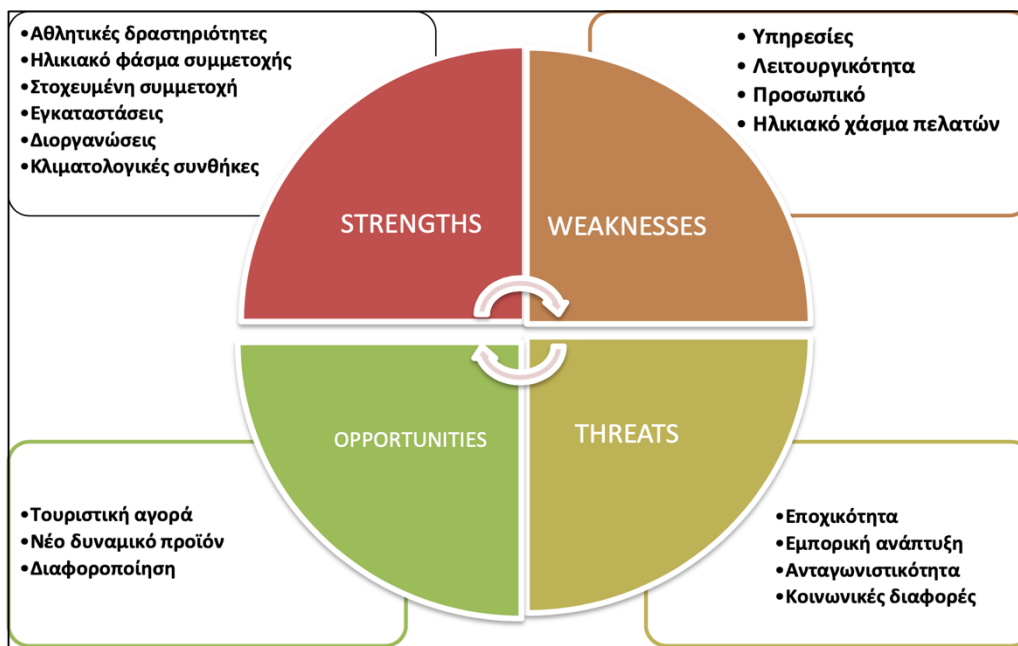 •Αθλητικές δραστηριότητες
•Ηλικιακό φάσμα συμμετοχής
•Στοχευμένη συμμετοχή
•Εγκαταστάσεις
•Διοργανώσεις
•Κλιματολογικές συνθήκες
• Υπηρεσίες
• Λειτουργικότητα
• Προσωπικό
• Ηλικιακό χάσμα πελατών
STRENGTHS
WEAKNESSES
OPPORTUNITIES
THREATS
•Τουριστική αγορά
•Νέο δυναμικό προϊόν
•Διαφοροποίηση
•Εποχικότητα
•Εμπορική ανάπτυξη
•Ανταγωνιστικότητα
•Κοινωνικές διαφορές